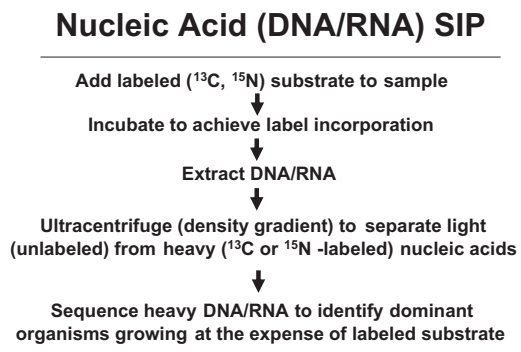 Nucleic Acid (DNA/RNA) SIP
Add labeled (¹³C, ¹⁵N) substrate to sample
Incubate to achieve label incorporation
Extract DNA/RNA
Ultracentrifuge (density gradient) to separate light
(unlabeled) from heavy (¹³C or ¹⁵N -labeled) nucleic acids
Sequence heavy DNA/RNA to identify dominant
organisms growing at the expense of labeled substrate